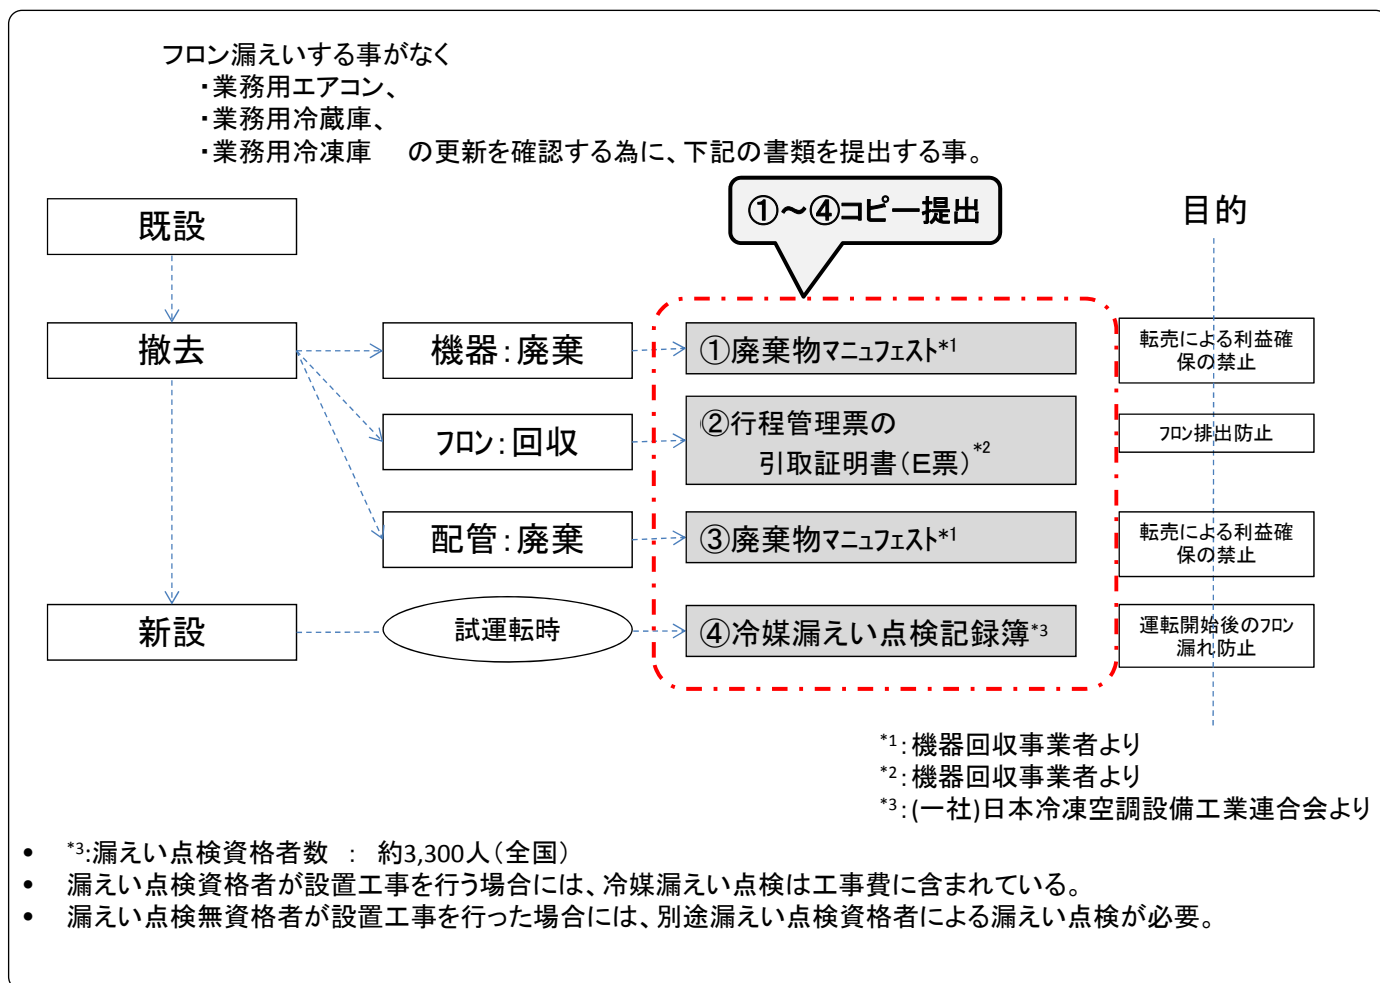 フロン漏えいする事がなく
・業務用エアコン、
・業務用冷蔵庫、
・業務用冷凍庫　の更新を確認する為に、下記の書類を提出する事。
①～④コピー提出
目的
既設
撤去
機器：廃棄
①廃棄物マニュフェスト*1
転売による利益確
保の禁止
フロン：回収
②行程管理票の
引取証明書（E票）*2
フロン排出防止
配管：廃棄
③廃棄物マニュフェスト*1
転売による利益確
保の禁止
新設
試運転時
④冷媒漏えい点検記録簿*3
運転開始後のフロン
漏れ防止
*1：機器回収事業者より
*2：機器回収事業者より
*3：(一社)日本冷凍空調設備工業連合会より
• *3:漏えい点検資格者数　：　約3,300人（全国）
• 漏えい点検資格者が設置工事を行う場合には、冷媒漏えい点検は工事費に含まれている。
• 漏えい点検無資格者が設置工事を行った場合には、別途漏えい点検資格者による漏えい点検が必要。